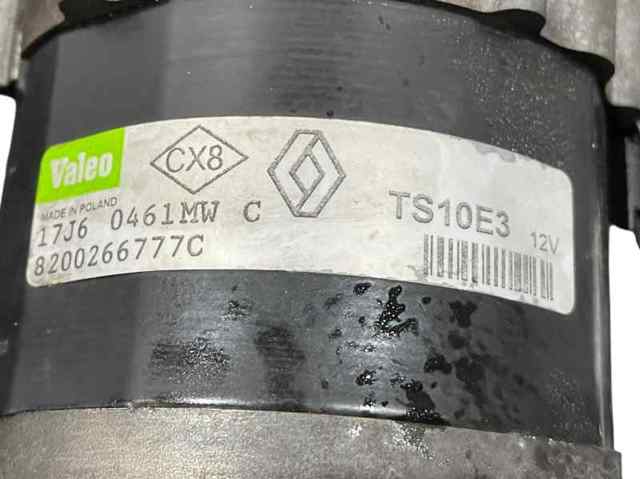 Valeo
CX8
MADE IN POLAND
17J6 0461MW C
8200266777C
TS10E3
12V